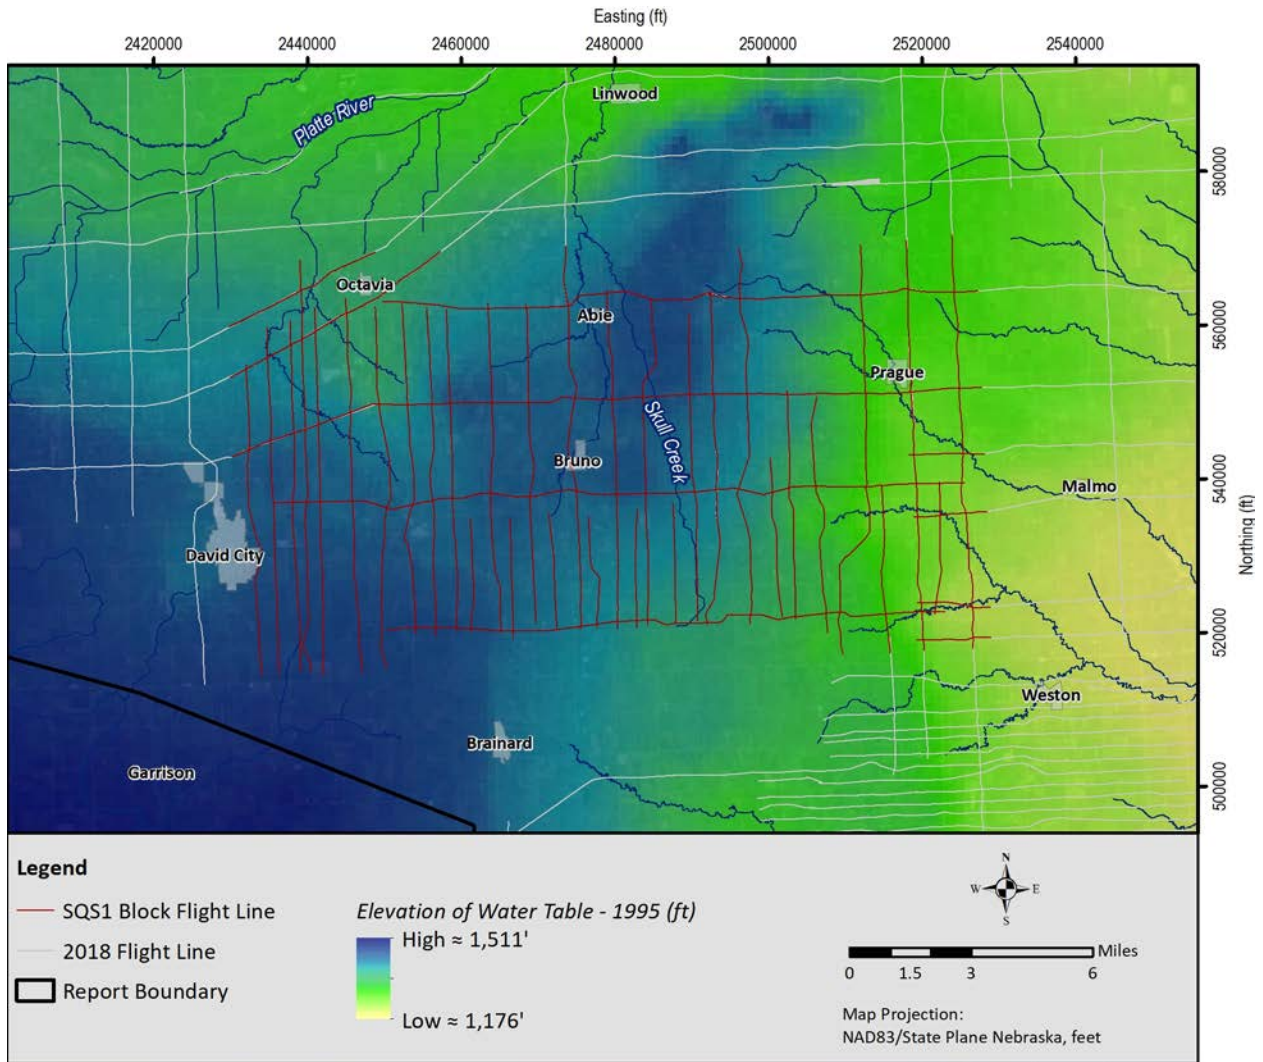 Easting (ft)
2420000 2440000 2460000 2480000 2500000 2520000 2540000
Linwood
Platte River
580000
Octavia
Abie
560000
Prague
Skull Creek
Bruno
540000
Malmo
Northing (ft)
David City
520000
Weston
Brainard
Garrison
500000
Legend
SQS1 Block Flight Line
2018 Flight Line
Report Boundary
Elevation of Water Table - 1995 (ft)
High ≈ 1,511'
Low ≈ 1,176'
N
W E
S
Miles
0 1.5 3 6
Map Projection:
NAD83/State Plane Nebraska, feet